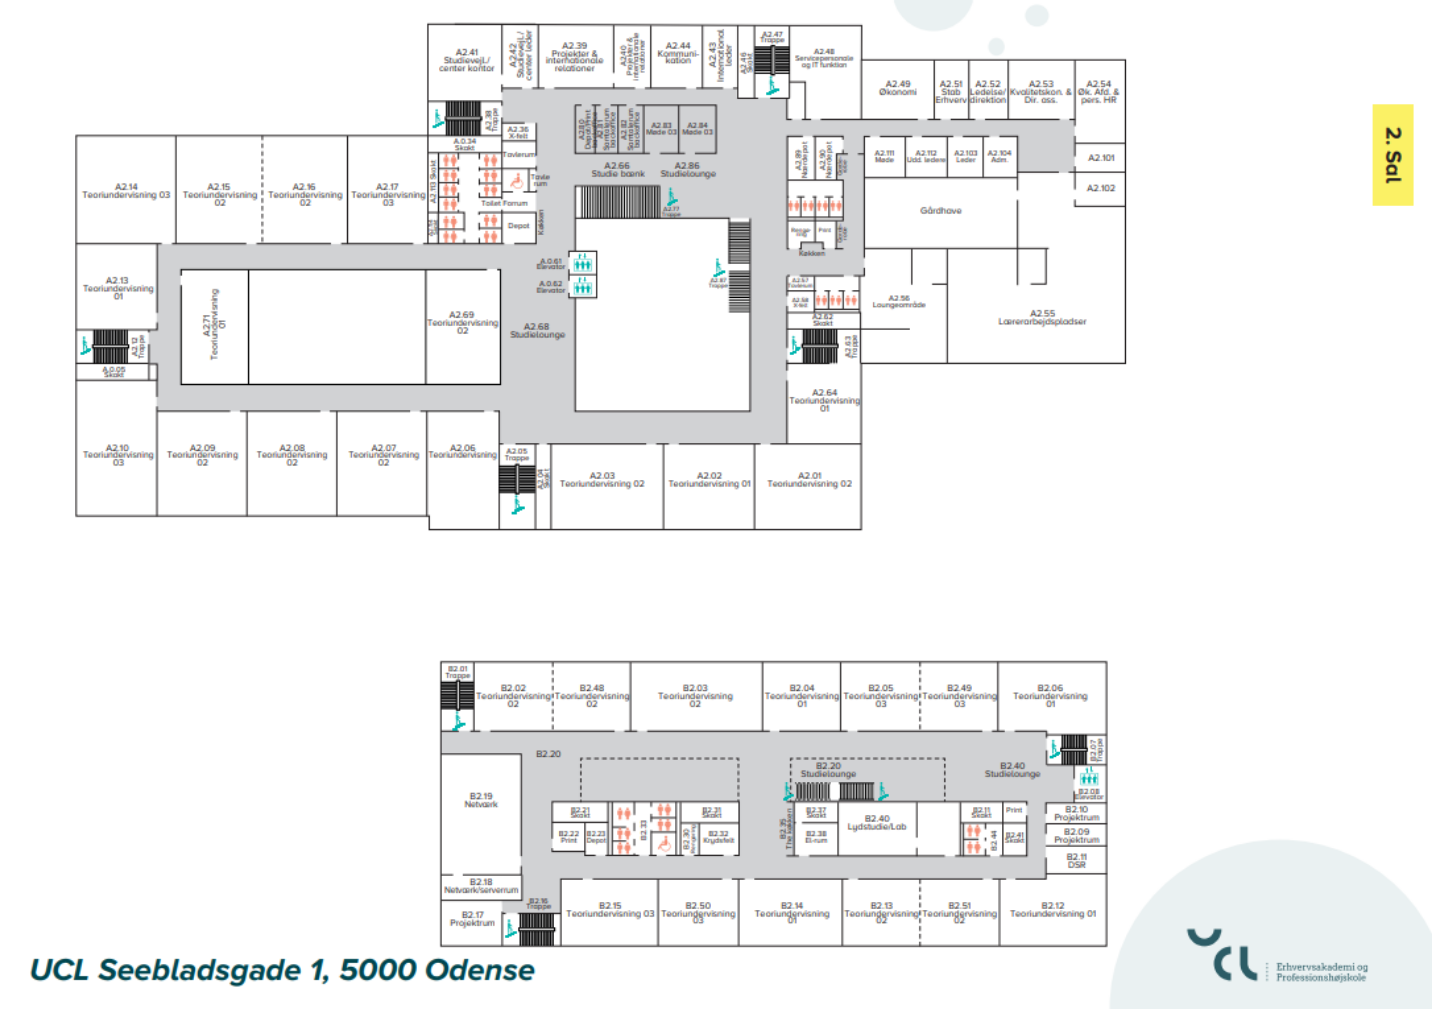 2. Sal
A2.41
Studievejl./
center kontor
A2.42
Studievejl./
center leder
A2.39
Projekter &
internationale
relationer
A2.40
Projekter &
internationale
relationer
A2.44
Kommuni-
kation
A2.43
International.
leder
A2.46
Skakt
A2.47
Trappe
A2.48
Servicepersonale
og IT funktion
A2.49
Økonomi
A2.51
Stab
Erhverv
A2.52
Ledelse/
direktion
A2.53
Kvalitetskon. &
Dir. ass.
A2.54
Øk. Afd. &
pers. HR
A2.38
Trappe
A2.36
X-felt
A.0.34
Skakt
Tavlerum
Tavle
rum
A2.113 Skakt
Toilet Forrum
Depot
Køkken
A2.81
Samtalerum
backoffice
A2.82
Samtalerum
backoffice
A2.83
Møde 03
A2.84
Møde 03
A2.66
Studie bænk
A2.86
Studielounge
A2.77
Trappe
A2.89
Nærdepot
A2.90
Nærdepot
A2.111
Møde
A2.112
Udd. ledere
A2.103
Leder
A2.104
Adm.
A2.101
A2.102
Gårdhave
Print
Køkken
A2.14
Teoriundervisning 03
A2.15
Teoriundervisning
02
A2.16
Teoriundervisning
02
A2.17
Teoriundervisning
03
A2.13
Teoriundervisning
01
A.0.61
Elevator
A.0.62
Elevator
A2.87
Trappe
A2.57
Tavlerum
A2.58
X-felt
A2.62
Skakt
A2.56
Loungeområde
A2.55
Lærerarbejdspladser
A2.71
Teoriundervisning
01
A2.69
Teoriundervisning
02
A2.68
Studielounge
A2.12
Trappe
A.0.05
Skakt
A2.63
Trappe
A2.64
Teoriundervisning
01
A2.10
Teoriundervisning
03
A2.09
Teoriundervisning
02
A2.08
Teoriundervisning
02
A2.07
Teoriundervisning
02
A2.06
Teoriundervisning
A2.05
Trappe
A2.04
Skakt
A2.03
Teoriundervisning 02
A2.02
Teoriundervisning 01
A2.01
Teoriundervisning 02
B2.01
Trappe
B2.02
Teoriundervisning
02
B2.48
Teoriundervisning
02
B2.03
Teoriundervisning
02
B2.04
Teoriundervisning
01
B2.05
Teoriundervisning
03
B2.49
Teoriundervisning
03
B2.06
Teoriundervisning
01
B2.20
B2.20
Studielounge
B2.40
Studielounge
B2.07
Trappe
B2.08
Elevator
B2.19
Netværk
B2.21
Skakt
B2.22
Print
B2.23
Depot
B2.33
B2.30
Rengøring
B2.31
Skakt
B2.32
Krydsfelt
B2.35
The køkken
B2.37
Skakt
B2.38
El-rum
B2.40
Lydstudie/Lab
B2.11
Skakt
Print
B2.44
B2.41
Skakt
B2.10
Projektrum
B2.09
Projektrum
B2.11
DSR
B2.18
Netværk/serverrum
B2.17
Projektrum
B2.16
Trappe
B2.15
Teoriundervisning 03
B2.50
Teoriundervisning
03
B2.14
Teoriundervisning
01
B2.13
Teoriundervisning
02
B2.51
Teoriundervisning
02
B2.12
Teoriundervisning 01
UCL Seebladsgade 1, 5000 Odense
UCL
Erhvervsakademi og
Professionshøjskole